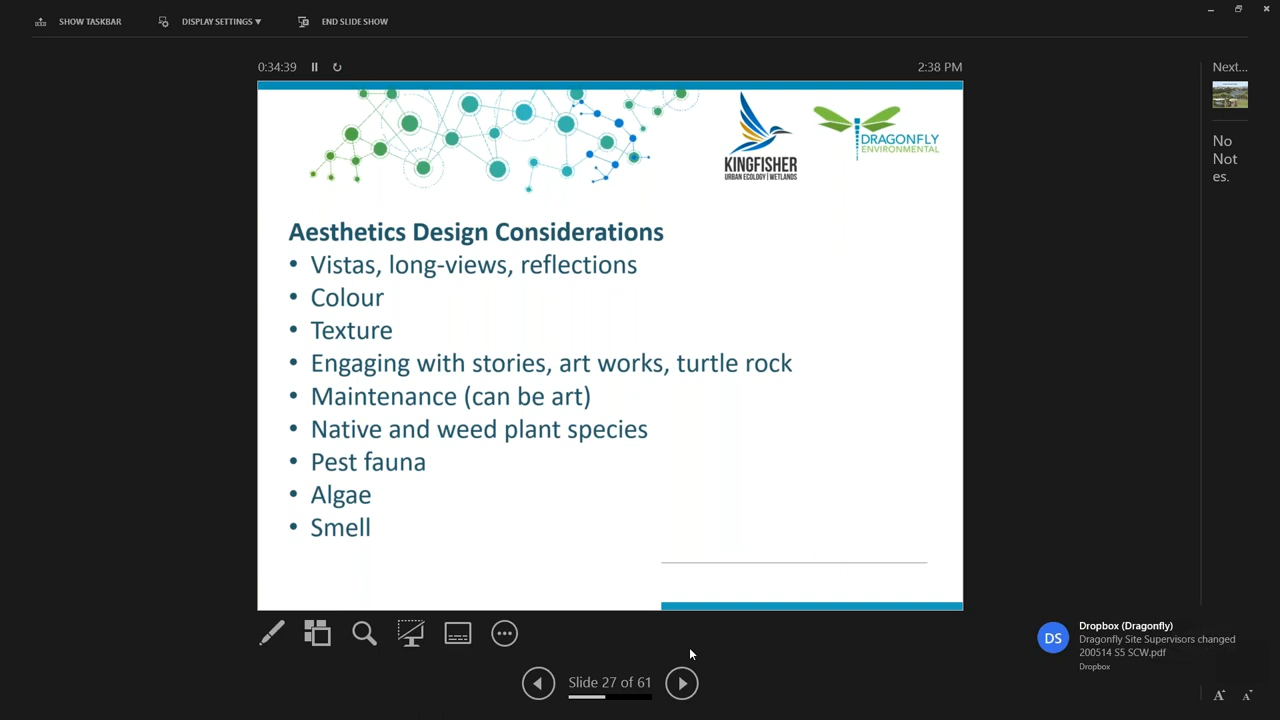 SHOW TASKBAR
DISPLAY SETTINGS ▼
END SLIDE SHOW
0:34:39
2:38 PM
Next...
KINGFISHER
URBAN ECOLOGY | WETLANDS
DRAGONFLY
ENVIRONMENTAL
No
Not
es.
Aesthetics Design Considerations
• Vistas, long-views, reflections
• Colour
• Texture
• Engaging with stories, art works, turtle rock
• Maintenance (can be art)
• Native and weed plant species
• Pest fauna
• Algae
• Smell
DS
Dropbox (Dragonfly)
Dragonfly Site Supervisors changed
200514 S5 SCW.pdf
Dropbox
Slide 27 of 61
A
A